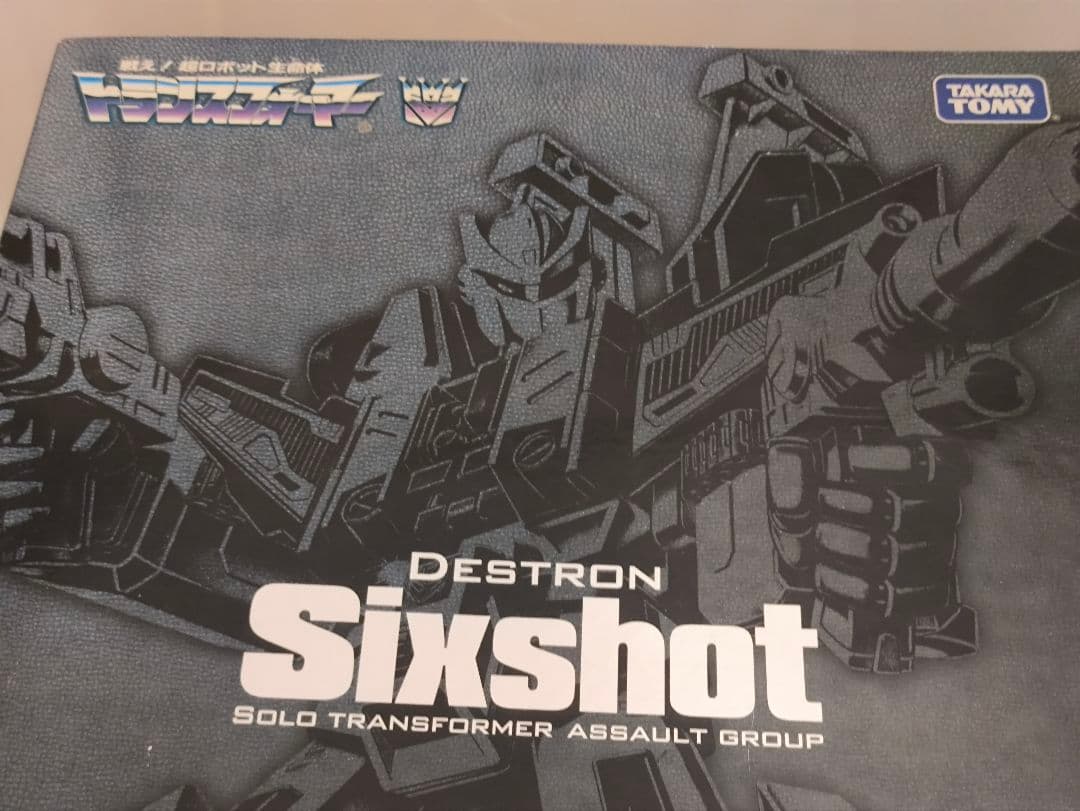 戦え!超ロボット生命体
トランスフォーマー
TAKARA
TOMY
DESTRON
Sixshot
SOLO TRANSFORMER ASSAULT GROUP